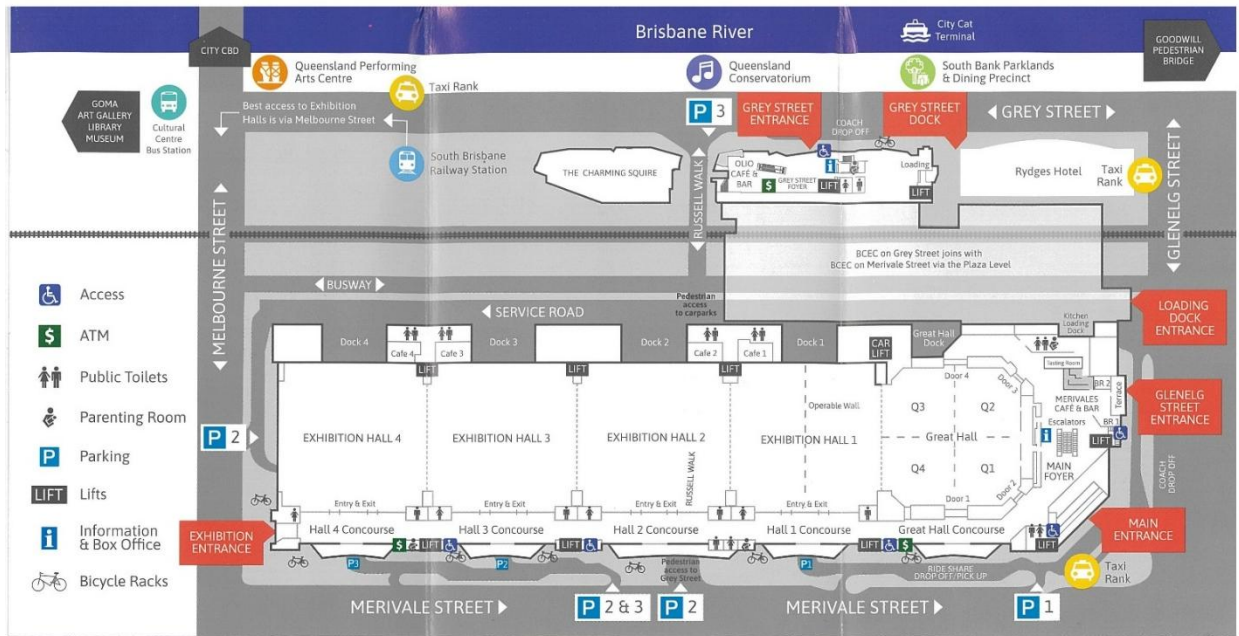 Brisbane River
City Cat
Terminal
CITY CBD
GOODWILL
PEDESTRIAN
BRIDGE
Queensland Performing
Arts Centre
Taxi Rank
Queensland
Conservatorium
South Bank Parklands
& Dining Precinct
GOMA
ART GALLERY
LIBRARY
MUSEUM
Cultural
Centre
Bus Station
Best access to Exhibition
Halls is via Melbourne Street
South Brisbane
Railway Station
P 3
GREY STREET
ENTRANCE
COACH
DROP OFF
GREY STREET
DOCK
GREY STREET
THE CHARMING SQUIRE
RUSSELL WALK
OLIO
CAFÉ &
BAR
$
GREY STREET
FOYER
i
LIFT
Loading
LIFT
Rydges Hotel
Taxi
Rank
GLENELG STREET
MELBOURNE STREET
BCEC on Grey Street joins with
BCEC on Merivale Street via the Plaza Level
BUSWAY
SERVICE ROAD
Pedestrian
access
to carparks
LOADING
DOCK
ENTRANCE
Access
$ ATM
Public Toilets
Parenting Room
P Parking
LIFT Lifts
i Information
& Box Office
Bicycle Racks
Dock 4
Cafe 4
Cafe 3
LIFT
Dock 3
LIFT
Dock 2
Cafe 2
Cafe 1
LIFT
Dock 1
CAR
LIFT
Great Hall
Dock
Kitchen
Loading
Dock
Tasting Room
BR 2
Terrace
MERIVALES
CAFÉ & BAR
BR 1
GLENELG
STREET
ENTRANCE
Door 4
Door 3
Operable Wall
Q3
Q2
Great Hall
Q4
Q1
Escalators
i
LIFT
MAIN
FOYER
P 2
EXHIBITION HALL 4
EXHIBITION HALL 3
EXHIBITION HALL 2
EXHIBITION HALL 1
RUSSELL WALK
Door 1
Door 2
COACH
DROP OFF
Entry & Exit
Entry & Exit
Entry & Exit
Entry & Exit
EXHIBITION
ENTRANCE
Hall 4 Concourse
Hall 3 Concourse
Hall 2 Concourse
Hall 1 Concourse
Great Hall Concourse
MAIN
ENTRANCE
$
LIFT
LIFT
LIFT
$
LIFT
P3
P2
Pedestrian
access to
Grey Street
P1
RIDE SHARE
DROP OFF/PICK UP
Taxi
Rank
MERIVALE STREET
P 2 & 3
P 2
MERIVALE STREET
P 1